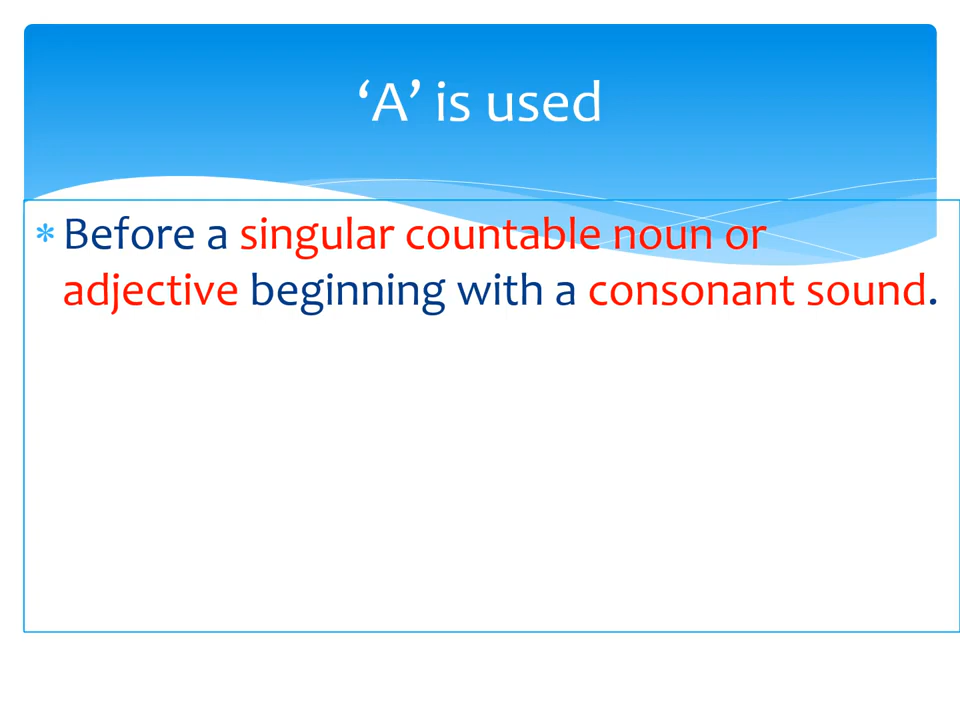 ‘A’ is used
* Before a singular countable noun or
adjective beginning with a consonant sound.